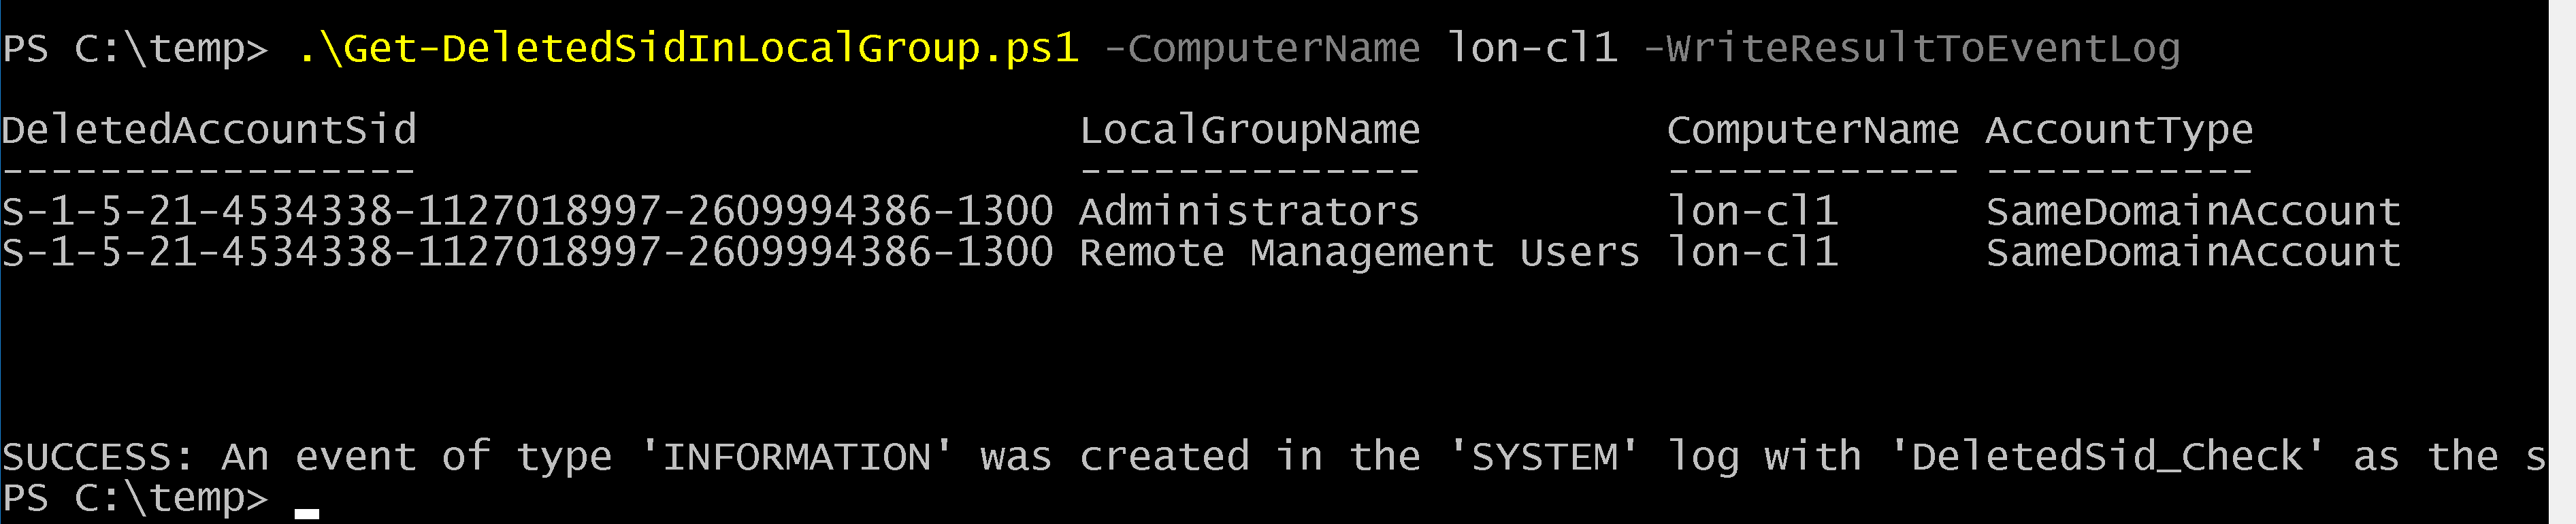 PS C:\temp> .\Get-DeletedSidInLocalGroup.ps1 -ComputerName lon-cl1 -WriteResultToEventLog
DeletedAccountSid LocalGroupName ComputerName AccountType
----------------- -------------- ------------ -----------
S-1-5-21-4534338-1127018997-2609994386-1300 Administrators lon-cl1 SameDomainAccount
S-1-5-21-4534338-1127018997-2609994386-1300 Remote Management Users lon-cl1 SameDomainAccount
SUCCESS: An event of type 'INFORMATION' was created in the 'SYSTEM' log with 'DeletedSid_Check' as the s
PS C:\temp>